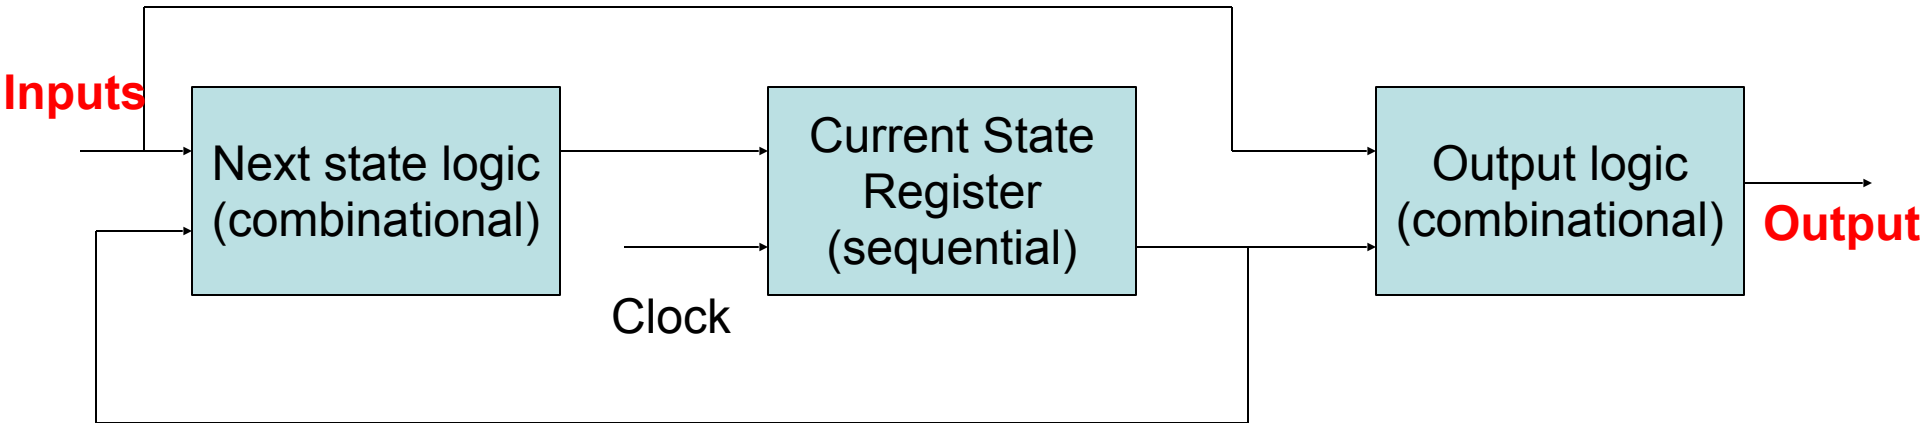 Inputs
Next state logic
(combinational)
Clock
Current State
Register
(sequential)
Output logic
(combinational)
Output